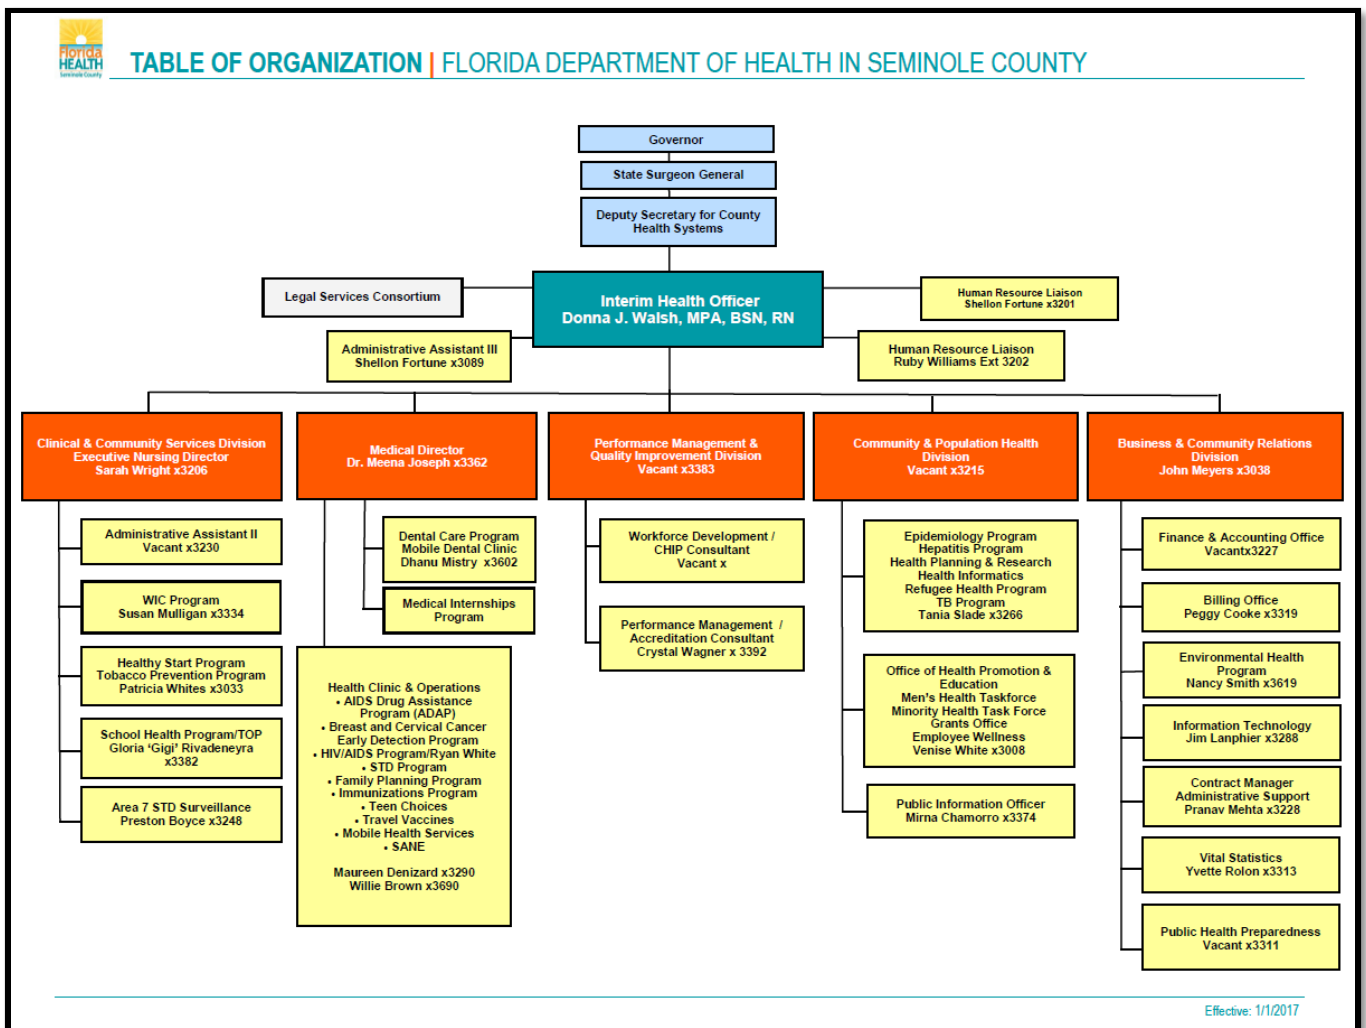 Florida
HEALTH
Seminole County
TABLE OF ORGANIZATION | FLORIDA DEPARTMENT OF HEALTH IN SEMINOLE COUNTY
Governor
State Surgeon General
Deputy Secretary for County
Health Systems
Legal Services Consortium
Interim Health Officer
Donna J. Walsh, MPA, BSN, RN
Human Resource Liaison
Shellon Fortune x3201
Administrative Assistant III
Shellon Fortune x3089
Human Resource Liaison
Ruby Williams Ext 3202
Clinical & Community Services Division
Executive Nursing Director
Sarah Wright x3206
Medical Director
Dr. Meena Joseph x3362
Performance Management &
Quality Improvement Division
Vacant x3383
Community & Population Health
Division
Vacant x3215
Business & Community Relations
Division
John Meyers x3038
Administrative Assistant II
Vacant x3230
WIC Program
Susan Mulligan x3334
Healthy Start Program
Tobacco Prevention Program
Patricia Whites x3033
School Health Program/TOP
Gloria ‘Gigi’ Rivadeneyra
x3382
Area 7 STD Surveillance
Preston Boyce x3248
Dental Care Program
Mobile Dental Clinic
Dhanu Mistry x3602
Medical Internships
Program
Health Clinic & Operations
• AIDS Drug Assistance
Program (ADAP)
• Breast and Cervical Cancer
Early Detection Program
• HIV/AIDS Program/Ryan White
• STD Program
• Family Planning Program
• Immunizations Program
• Teen Choices
• Travel Vaccines
• Mobile Health Services
• SANE
Maureen Denizard x3290
Willie Brown x3690
Workforce Development /
CHIP Consultant
Vacant x
Performance Management /
Accreditation Consultant
Crystal Wagner x 3392
Epidemiology Program
Hepatitis Program
Health Planning & Research
Health Informatics
Refugee Health Program
TB Program
Tania Slade x3266
Office of Health Promotion &
Education
Men’s Health Taskforce
Minority Health Task Force
Grants Office
Employee Wellness
Venise White x3008
Public Information Officer
Mirna Chamorro x3374
Finance & Accounting Office
Vacantx3227
Billing Office
Peggy Cooke x3319
Environmental Health
Program
Nancy Smith x3619
Information Technology
Jim Lanphier x3288
Contract Manager
Administrative Support
Pranav Mehta x3228
Vital Statistics
Yvette Rolon x3313
Public Health Preparedness
Vacant x3311
Effective: 1/1/2017